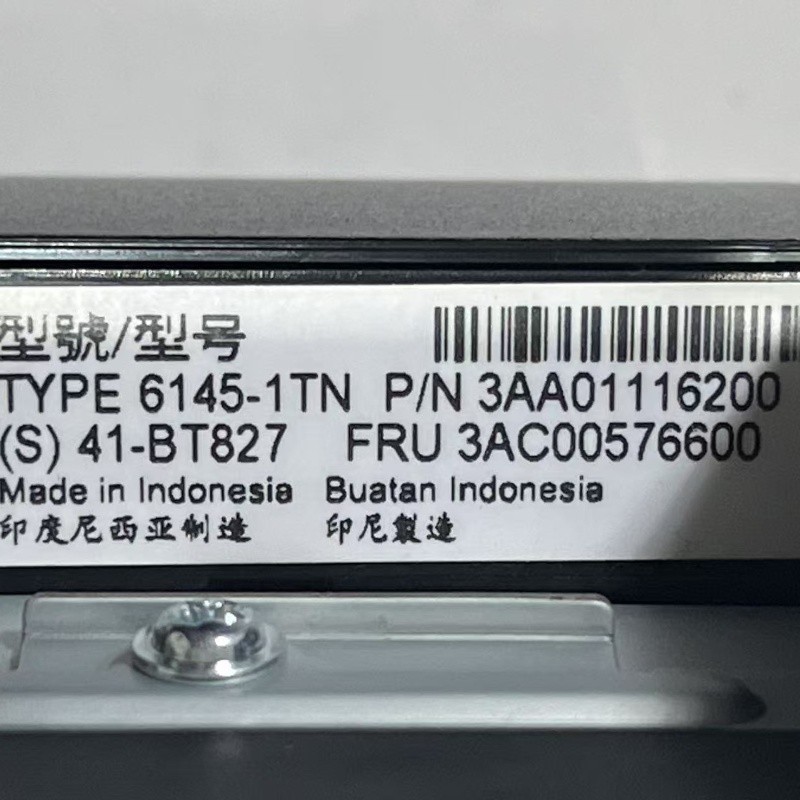 型號/型号
TYPE 6145-1TN P/N 3AA01116200
(S) 41-BT827 FRU 3AC00576600
Made in Indonesia Buatan Indonesia
印度尼西亚制造 印尼製造